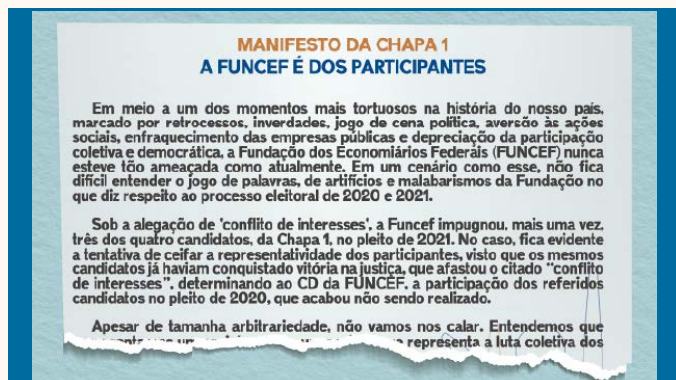 MANIFESTO DA CHAPA 1
A FUNCEF É DOS PARTICIPANTES
Em meio a um dos momentos mais tortuosos na história do nosso país,
marcado por retrocessos, inverdades, jogo de cena política, aversão às ações
sociais, enfraquecimento das empresas públicas e depreciação da participação
coletiva e democrática, a Fundação dos Economiários Federais (FUNCEF) nunca
esteve tão ameaçada como atualmente. Em um cenário como esse, não fica
difícil entender o jogo de palavras, de artifícios e malabarismos da Fundação no
que diz respeito ao processo eleitoral de 2020 e 2021.
Sob a alegação de 'conflito de interesses', a Funcef impugnou, mais uma vez,
três dos quatro candidatos, da Chapa 1, no pleito de 2021. No caso, fica evidente
a tentativa de ceifar a representatividade dos participantes, visto que os mesmos
candidatos já haviam conquistado vitória na justiça, que afastou o citado “conflito
de interesses”, determinando ao CD da FUNCEF, a participação dos referidos
candidatos no pleito de 2020, que acabou não sendo realizado.
Apesar de tamanha arbitrariedade, não vamos nos calar. Entendemos que
representa a luta coletiva dos